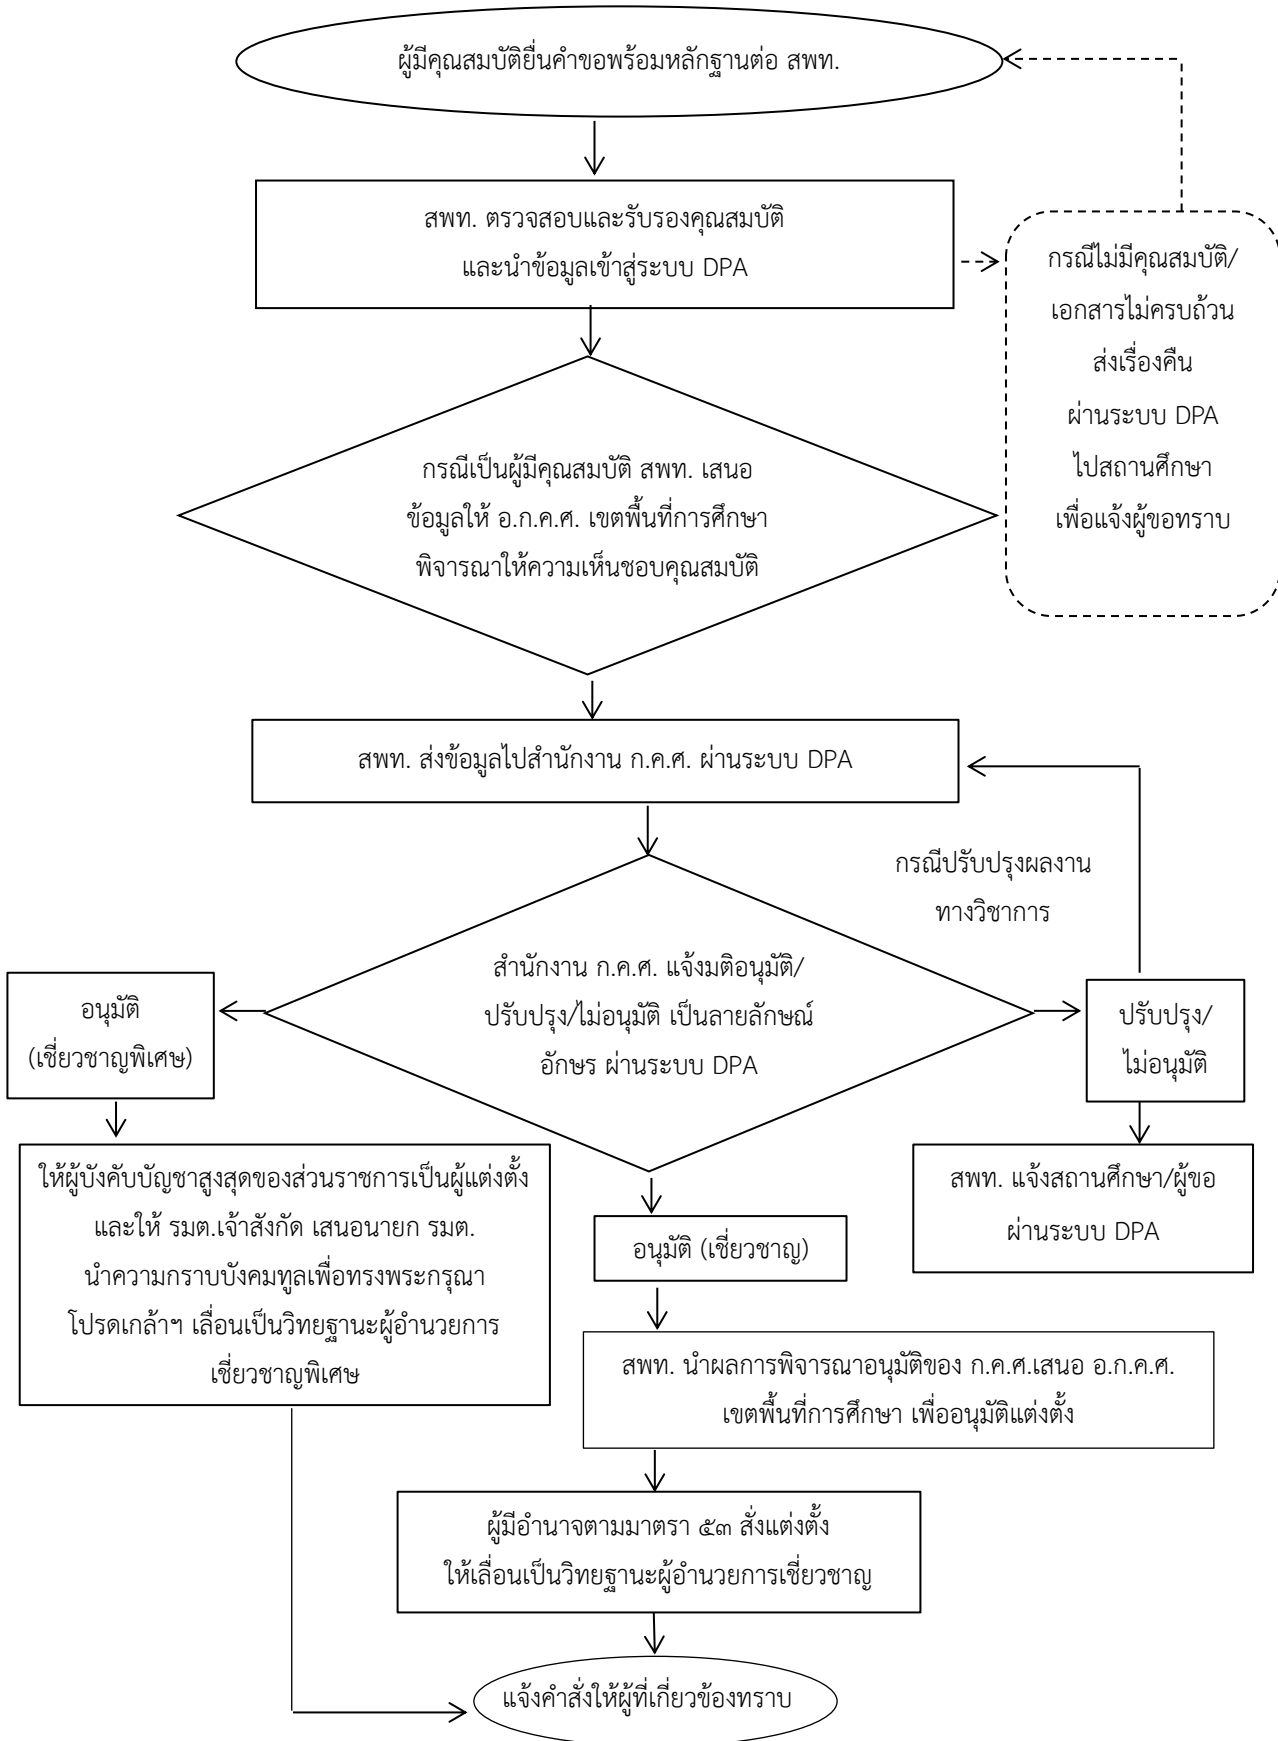 ผู้มีคุณสมบัติยื่นคำขอพร้อมหลักฐานต่อ สพท.
สพท. ตรวจสอบและรับรองคุณสมบัติ
และนำข้อมูลเข้าสู่ระบบ DPA
กรณีไม่มีคุณสมบัติ/
เอกสารไม่ครบถ้วน
ส่งเรื่องคืน
ผ่านระบบ DPA
ไปสถานศึกษา
เพื่อแจ้งผู้ขอทราบ
กรณีเป็นผู้มีคุณสมบัติ สพท. เสนอ
ข้อมูลให้ อ.ก.ค.ศ. เขตพื้นที่การศึกษา
พิจารณาให้ความเห็นชอบคุณสมบัติ
สพท. ส่งข้อมูลไปสำนักงาน ก.ค.ศ. ผ่านระบบ DPA
กรณีปรับปรุงผลงาน
ทางวิชาการ
สำนักงาน ก.ค.ศ. แจ้งมติอนุมัติ/
ปรับปรุง/ไม่อนุมัติ เป็นลายลักษณ์
อักษร ผ่านระบบ DPA
อนุมัติ
(เชี่ยวชาญพิเศษ)
ปรับปรุง/
ไม่อนุมัติ
ให้ผู้บังคับบัญชาสูงสุดของส่วนราชการเป็นผู้แต่งตั้ง
และให้ รมต.เจ้าสังกัด เสนอนายก รมต.
นำความกราบบังคมทูลเพื่อทรงพระกรุณา
โปรดเกล้าฯ เลื่อนเป็นวิทยฐานะผู้อำนวยการ
เชี่ยวชาญพิเศษ
สพท. แจ้งสถานศึกษา/ผู้ขอ
ผ่านระบบ DPA
อนุมัติ (เชี่ยวชาญ)
สพท. นำผลการพิจารณาอนุมัติของ ก.ค.ศ.เสนอ อ.ก.ค.ศ.
เขตพื้นที่การศึกษา เพื่ออนุมัติแต่งตั้ง
ผู้มีอำนาจตามมาตรา ๕๓ สั่งแต่งตั้ง
ให้เลื่อนเป็นวิทยฐานะผู้อำนวยการเชี่ยวชาญ
แจ้งคำสั่งให้ผู้ที่เกี่ยวข้องทราบ